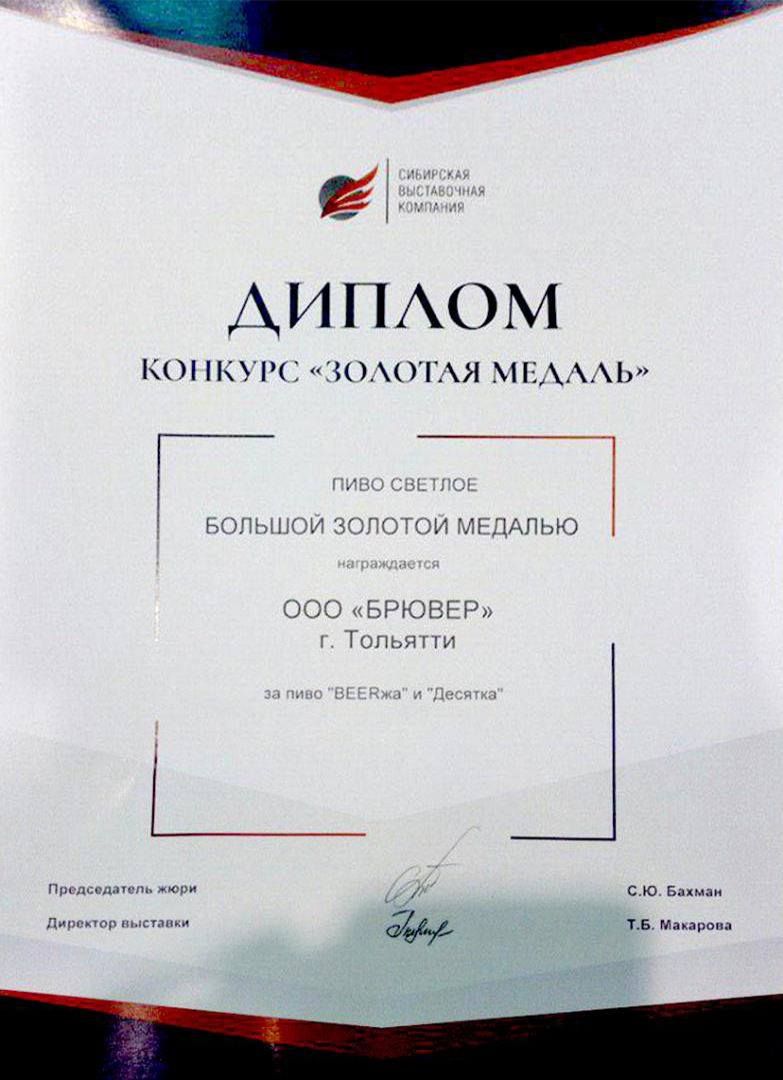 СИБИРСКАЯ
ВЫСТАВОЧНАЯ
КОМПАНИЯ
ДИПЛОМ
КОНКУРС «ЗОЛОТАЯ МЕДАЛЬ»
ПИВО СВЕТЛОЕ
БОЛЬШОЙ ЗОЛОТОЙ МЕДАЛЬЮ
награждается
ООО «БРЮВЕР»
г. Тольятти
за пиво "BEERжа" и "Десятка"
Председатель жюри С.Ю. Бахман
Директор выставки Т.Б. Макарова